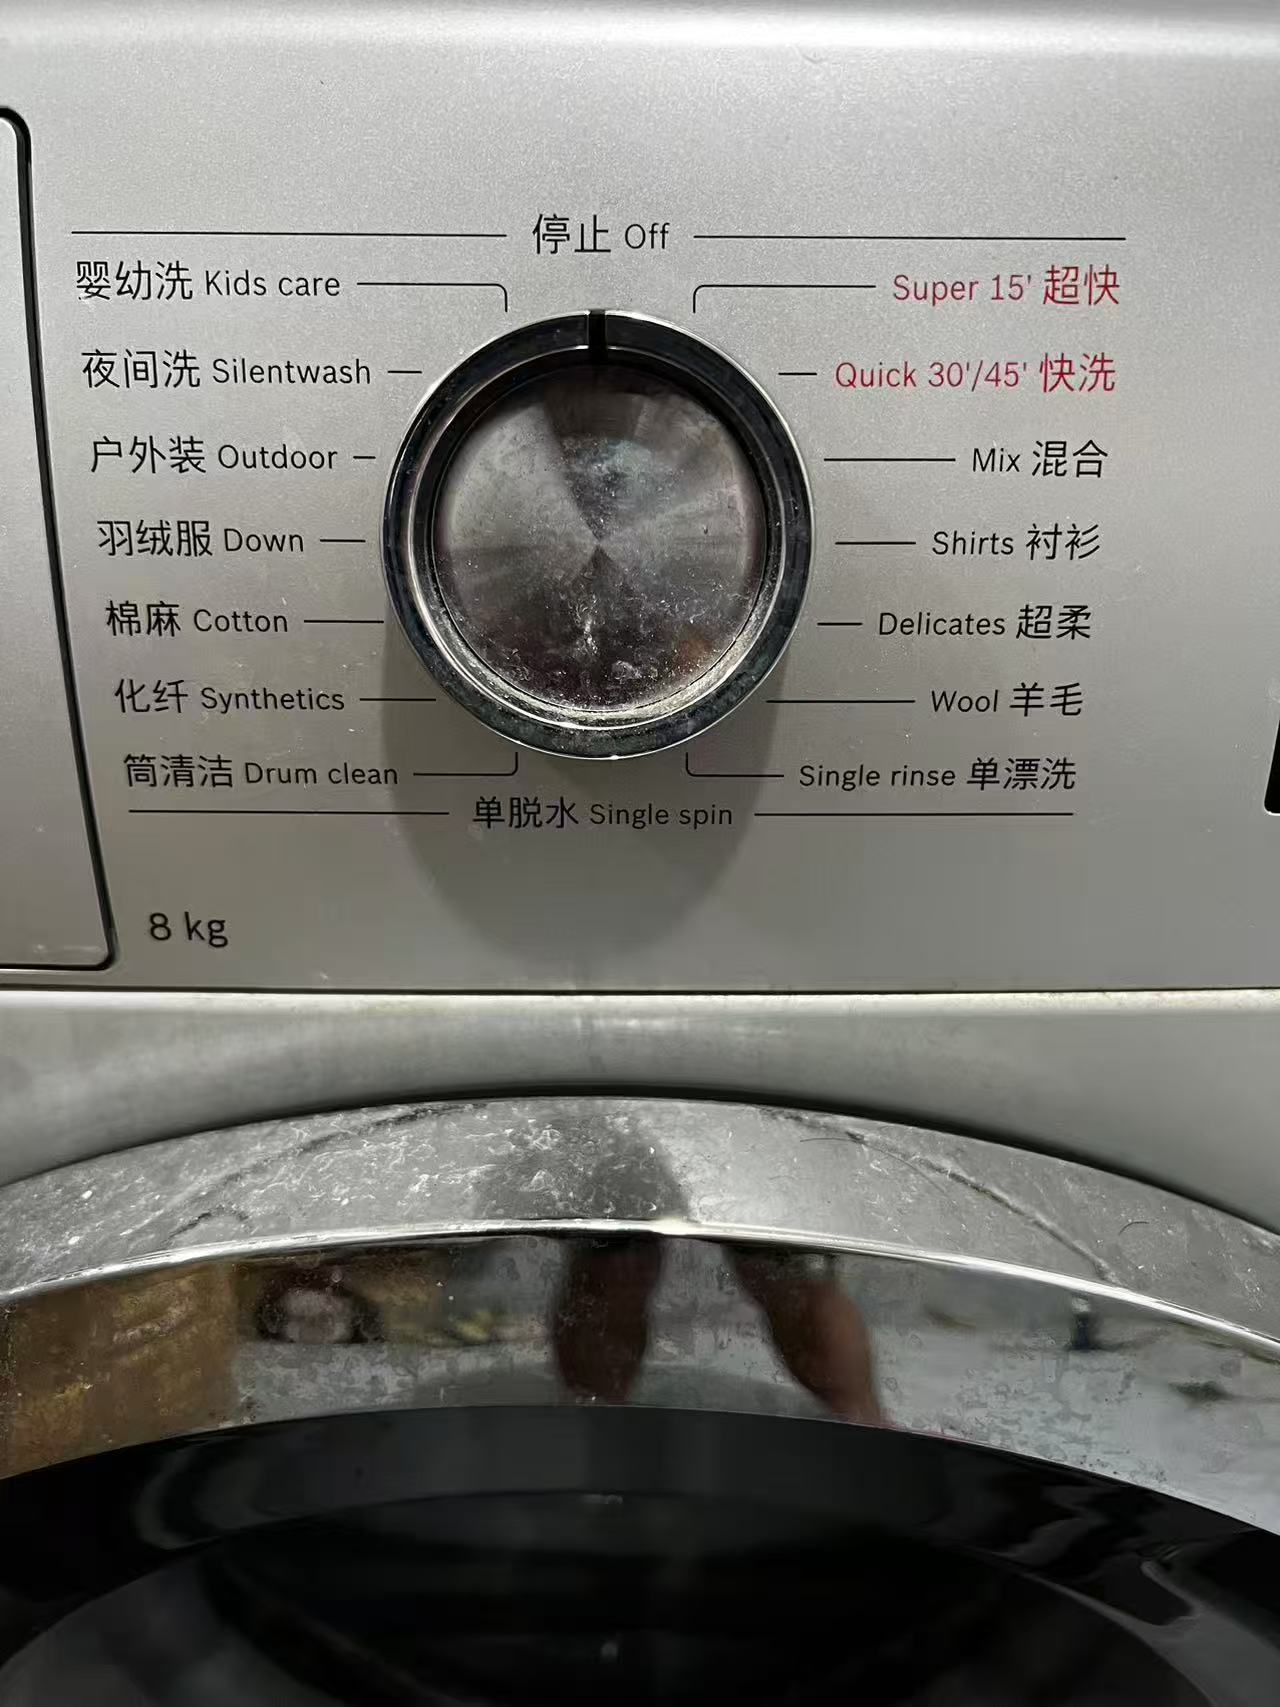 停止 Off
婴幼洗 Kids care
Super 15' 超快
夜间洗 Silentwash
Quick 30'/45' 快洗
户外装 Outdoor
Mix 混合
羽绒服 Down
Shirts 衬衫
棉麻 Cotton
Delicates 超柔
化纤 Synthetics
Wool 羊毛
筒清洁 Drum clean
Single rinse 单漂洗
单脱水 Single spin
8 kg